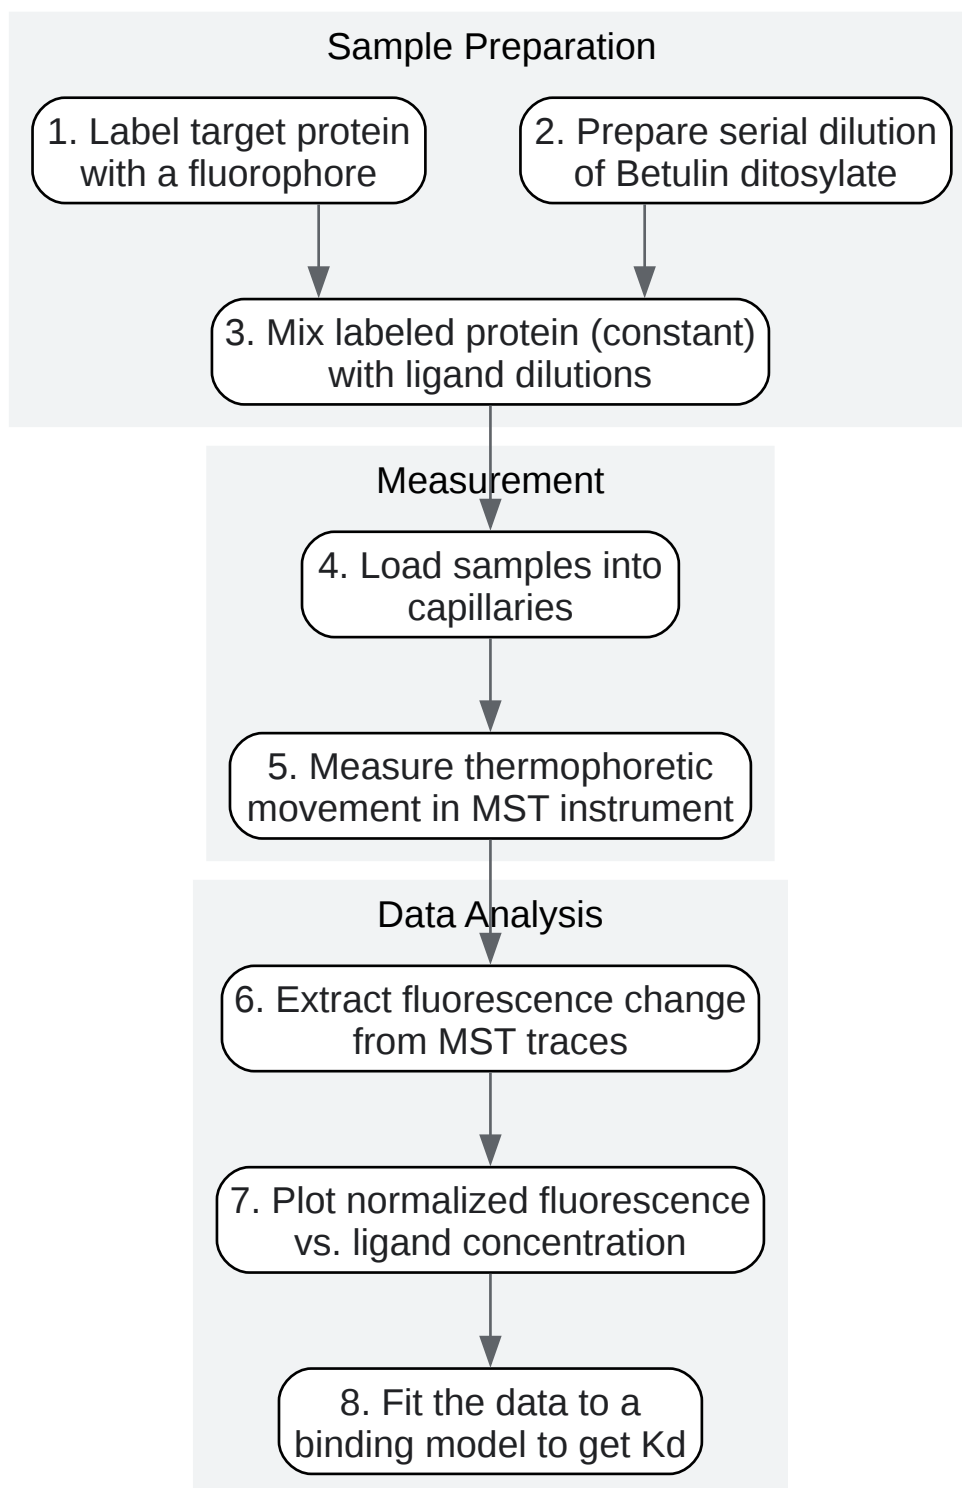 Sample Preparation
1. Label target protein
with a fluorophore
2. Prepare serial dilution
of Betulin ditosylate
3. Mix labeled protein (constant)
with ligand dilutions
Measurement
4. Load samples into
capillaries
5. Measure thermophoretic
movement in MST instrument
Data Analysis
6. Extract fluorescence change
from MST traces
7. Plot normalized fluorescence
vs. ligand concentration
8. Fit the data to a
binding model to get Kd